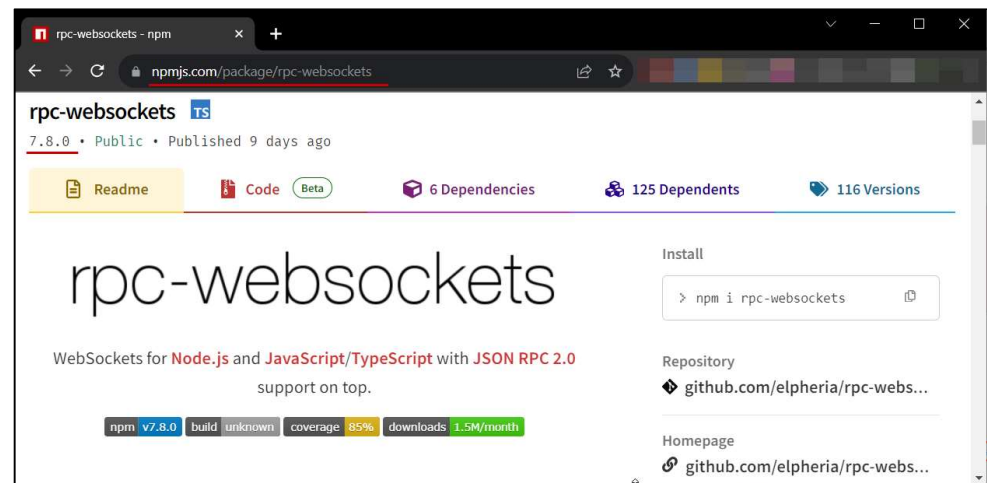 rpc-websockets - npm
npmjs.com/package/rpc-websockets
rpc-websockets TS
7.8.0 • Public • Published 9 days ago
Readme Code Beta 6 Dependencies 125 Dependents 116 Versions
rpc-websockets
WebSockets for Node.js and JavaScript/TypeScript with JSON RPC 2.0
support on top.
npm v7.8.0 build unknown coverage 85% downloads 1.5M/month
Install
> npm i rpc-websockets
Repository
github.com/elpheria/rpc-webs...
Homepage
github.com/elpheria/rpc-webs...